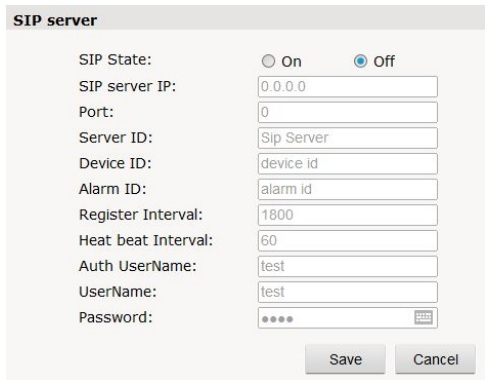 SIP server
SIP State: On Off
SIP server IP: 0.0.0.0
Port: 0
Server ID: Sip Server
Device ID: device id
Alarm ID: alarm id
Register Interval: 1800
Heat beat Interval: 60
Auth UserName: test
UserName: test
Password: ●●●●
Save Cancel